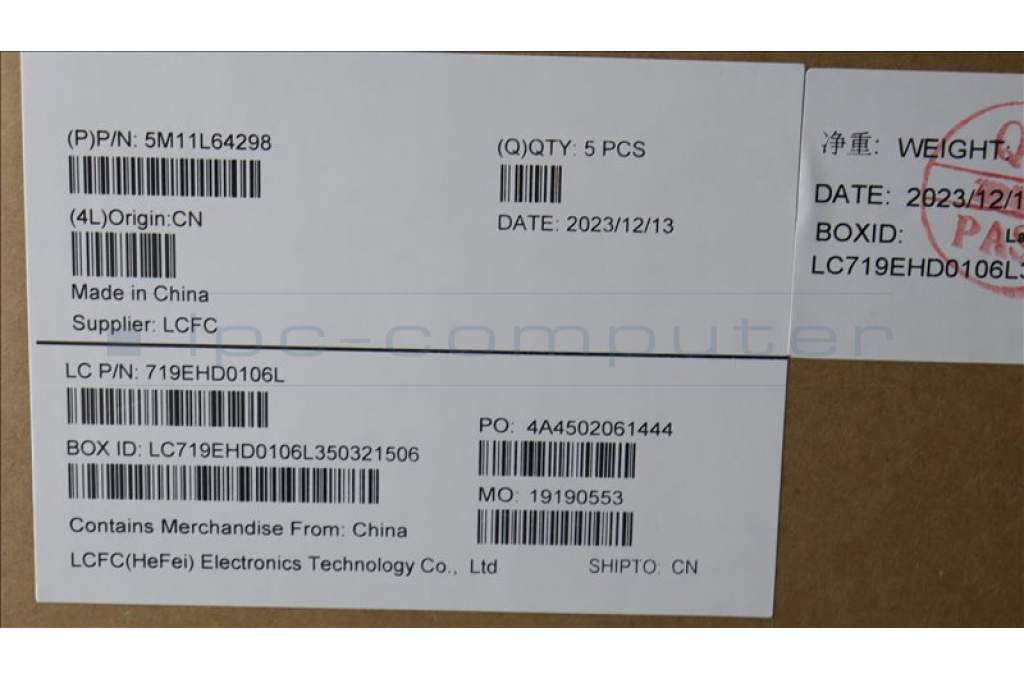 (P)P/N: 5M11L64298
(Q)QTY: 5 PCS
(4L)Origin:CN
DATE: 2023/12/13
Made in China
Supplier: LCFC
LC P/N: 719EHD0106L
PO: 4A4502061444
BOX ID: LC719EHD0106L350321506
MO: 19190553
Contains Merchandise From: China
LCFC(HeFei) Electronics Technology Co., Ltd
SHIPTO: CN
净重: WEIGHT:
DATE: 2023/12/1
BOXID:
LC719EHD0106L3
PAS
ipc-computer